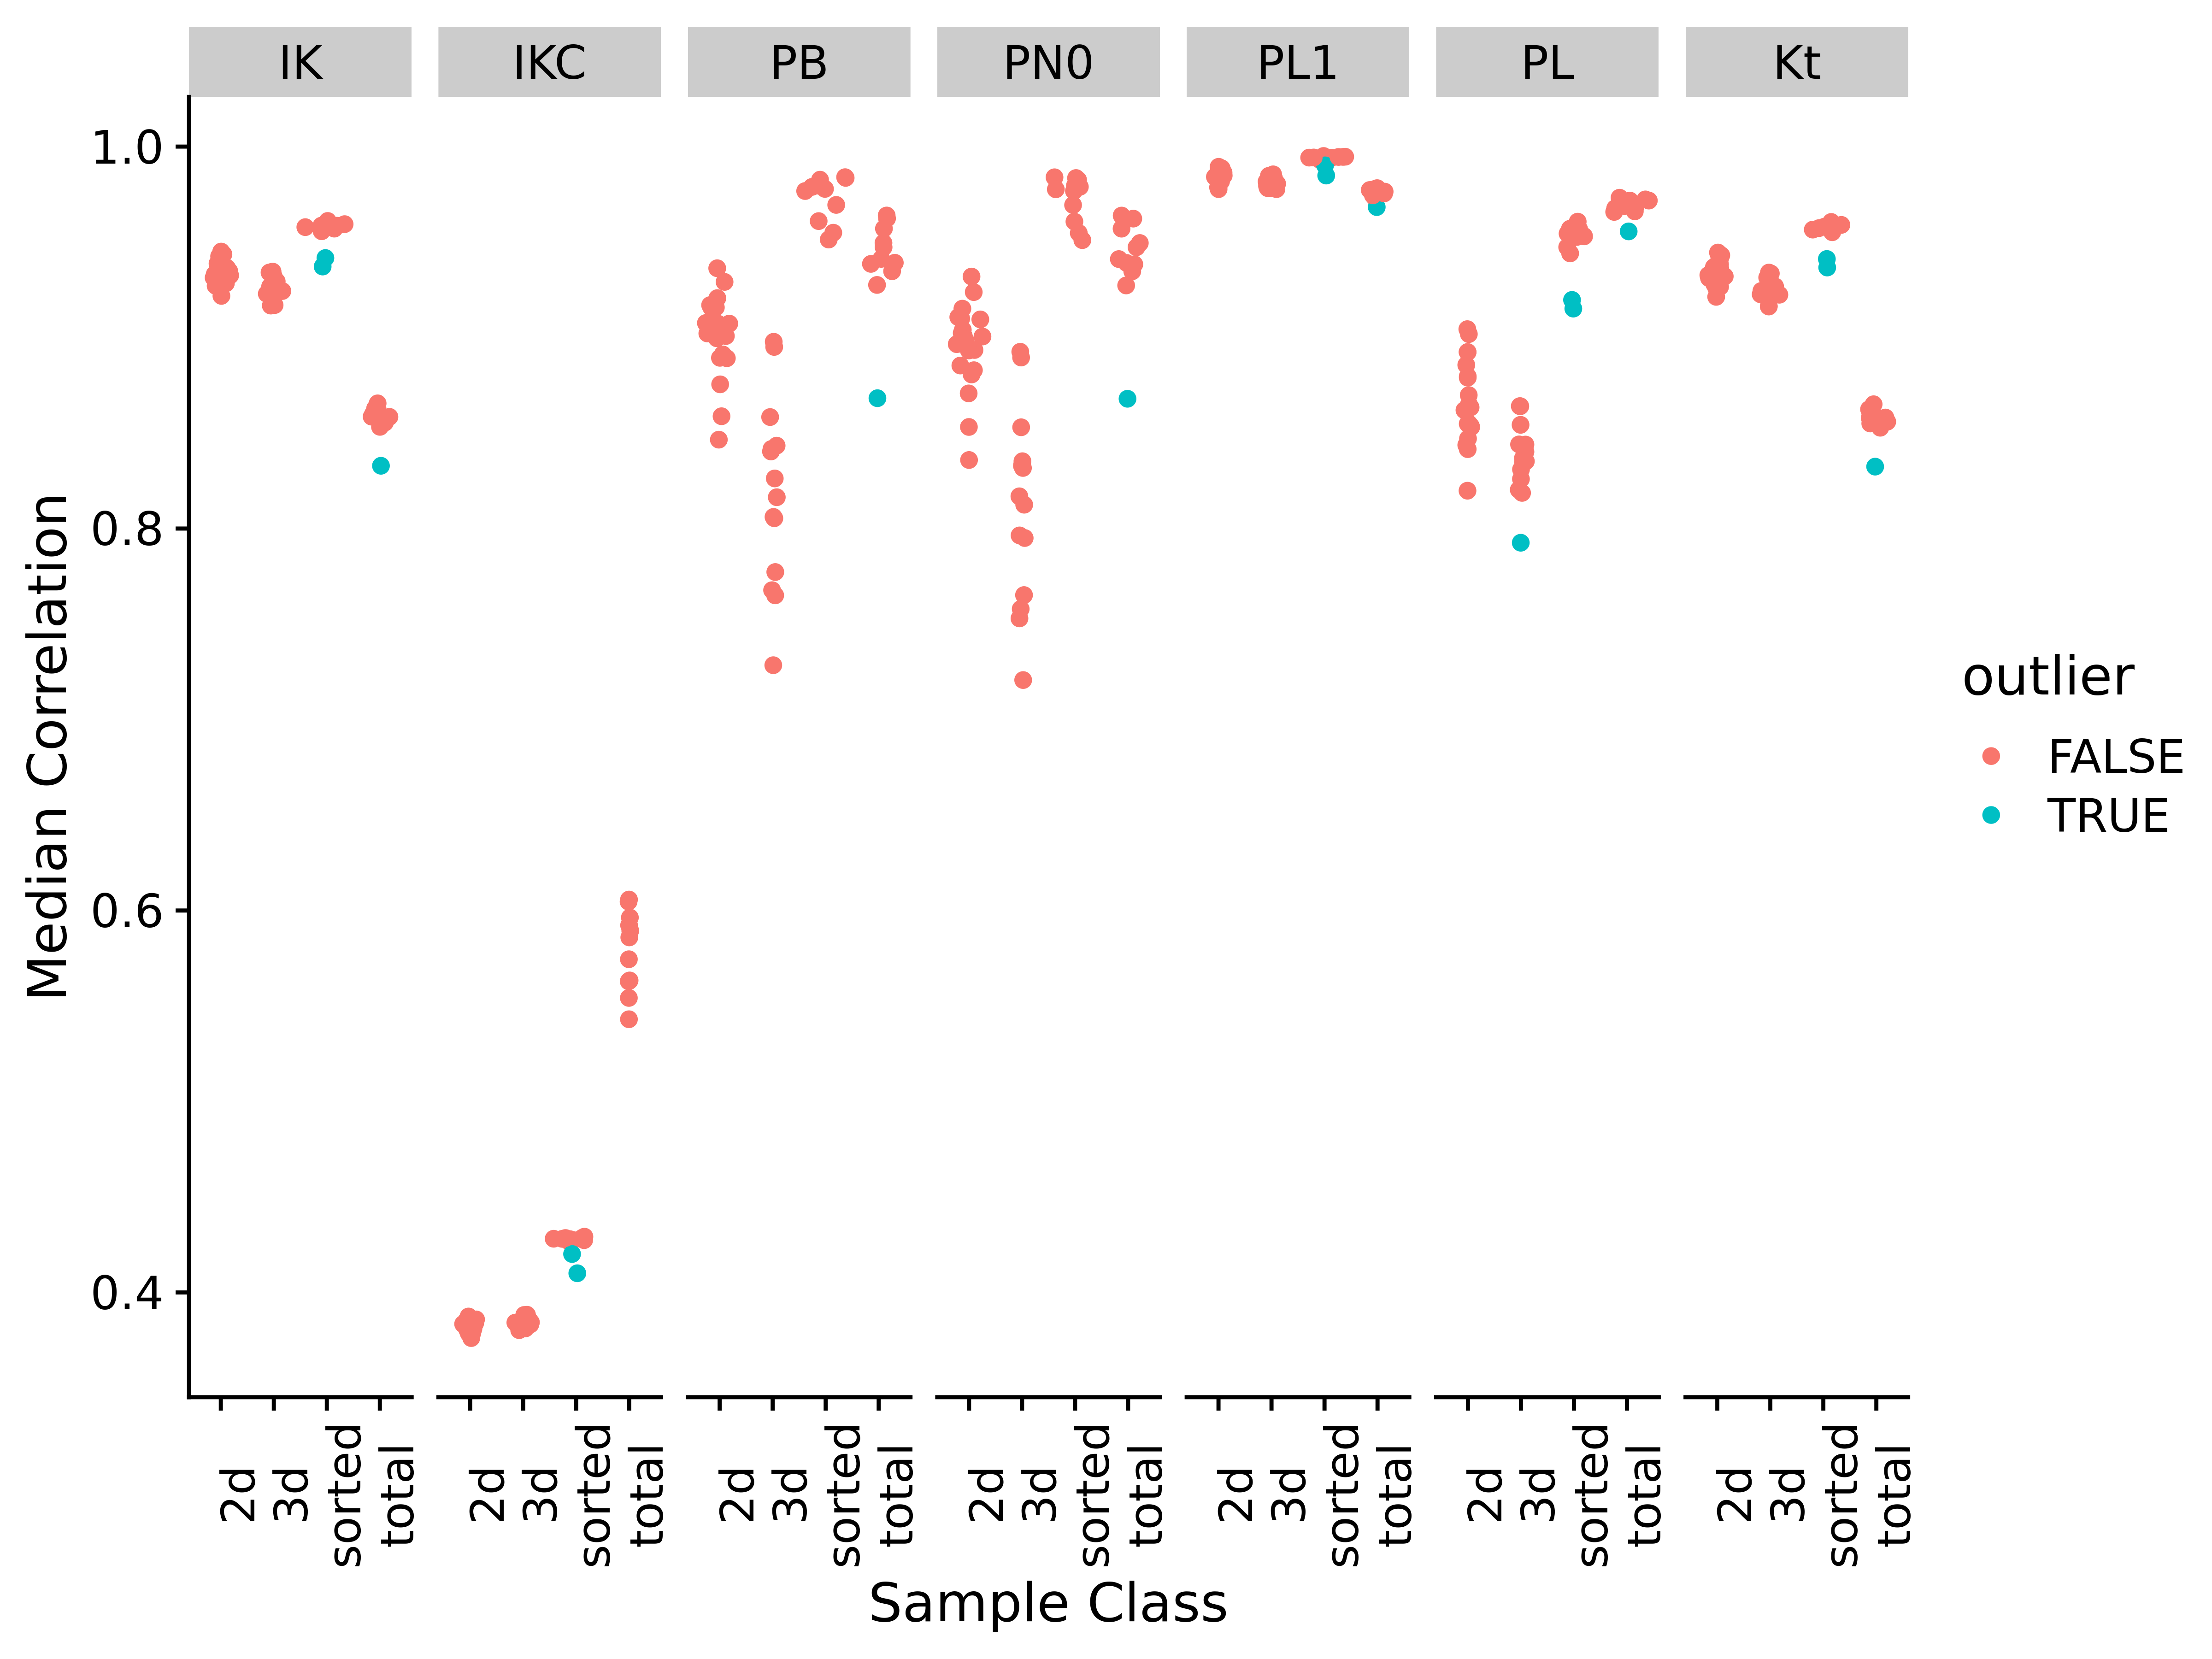 IK IKC PB PN0 PL1 PL Kt
1.0
0.8
0.6
0.4
Median Correlation
2d 3d sorted total 2d 3d sorted total 2d 3d sorted total 2d 3d sorted total 2d 3d sorted total 2d 3d sorted total 2d 3d sorted total
Sample Class
outlier
FALSE
TRUE